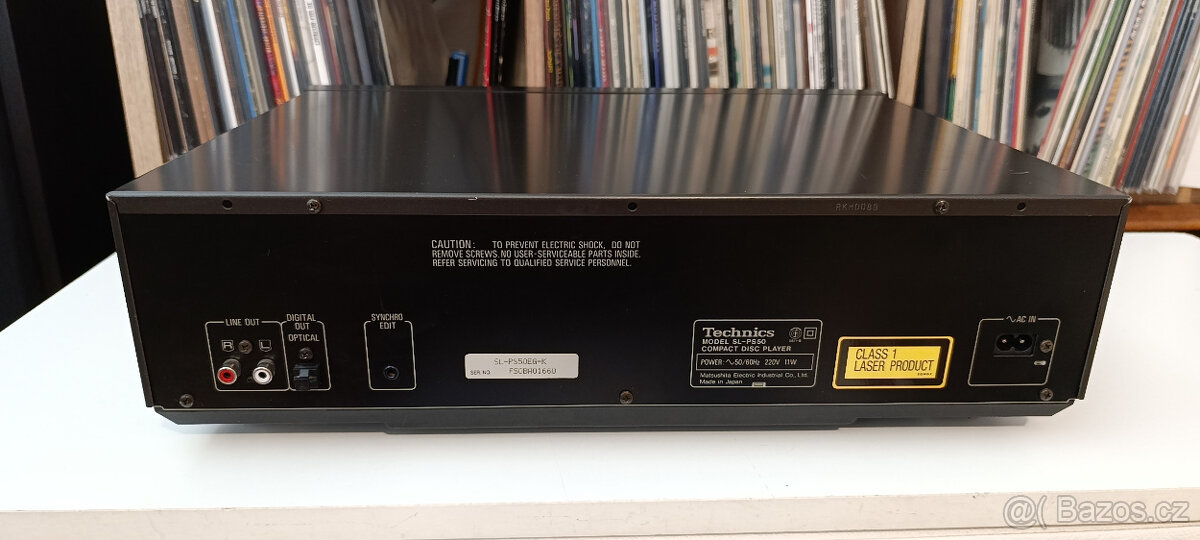 RKHD085
CAUTION: TO PREVENT ELECTRIC SHOCK, DO NOT
REMOVE SCREWS. NO USER-SERVICEABLE PARTS INSIDE.
REFER SERVICING TO QUALIFIED SERVICE PERSONNEL.
LINE OUT
R L
DIGITAL
OUT
OPTICAL
SYNCHRO
EDIT
SL-PS50EG-K
SER.NO. FSCBH01660
Technics
MODEL SL-PS50
COMPACT DISC PLAYER
POWER: ∿50/60Hz 220V 11W
Matsushita Electric Industrial Co., Ltd.
Made in Japan
CLASS 1
LASER PRODUCT
∿ AC IN
@( Bazos.cz